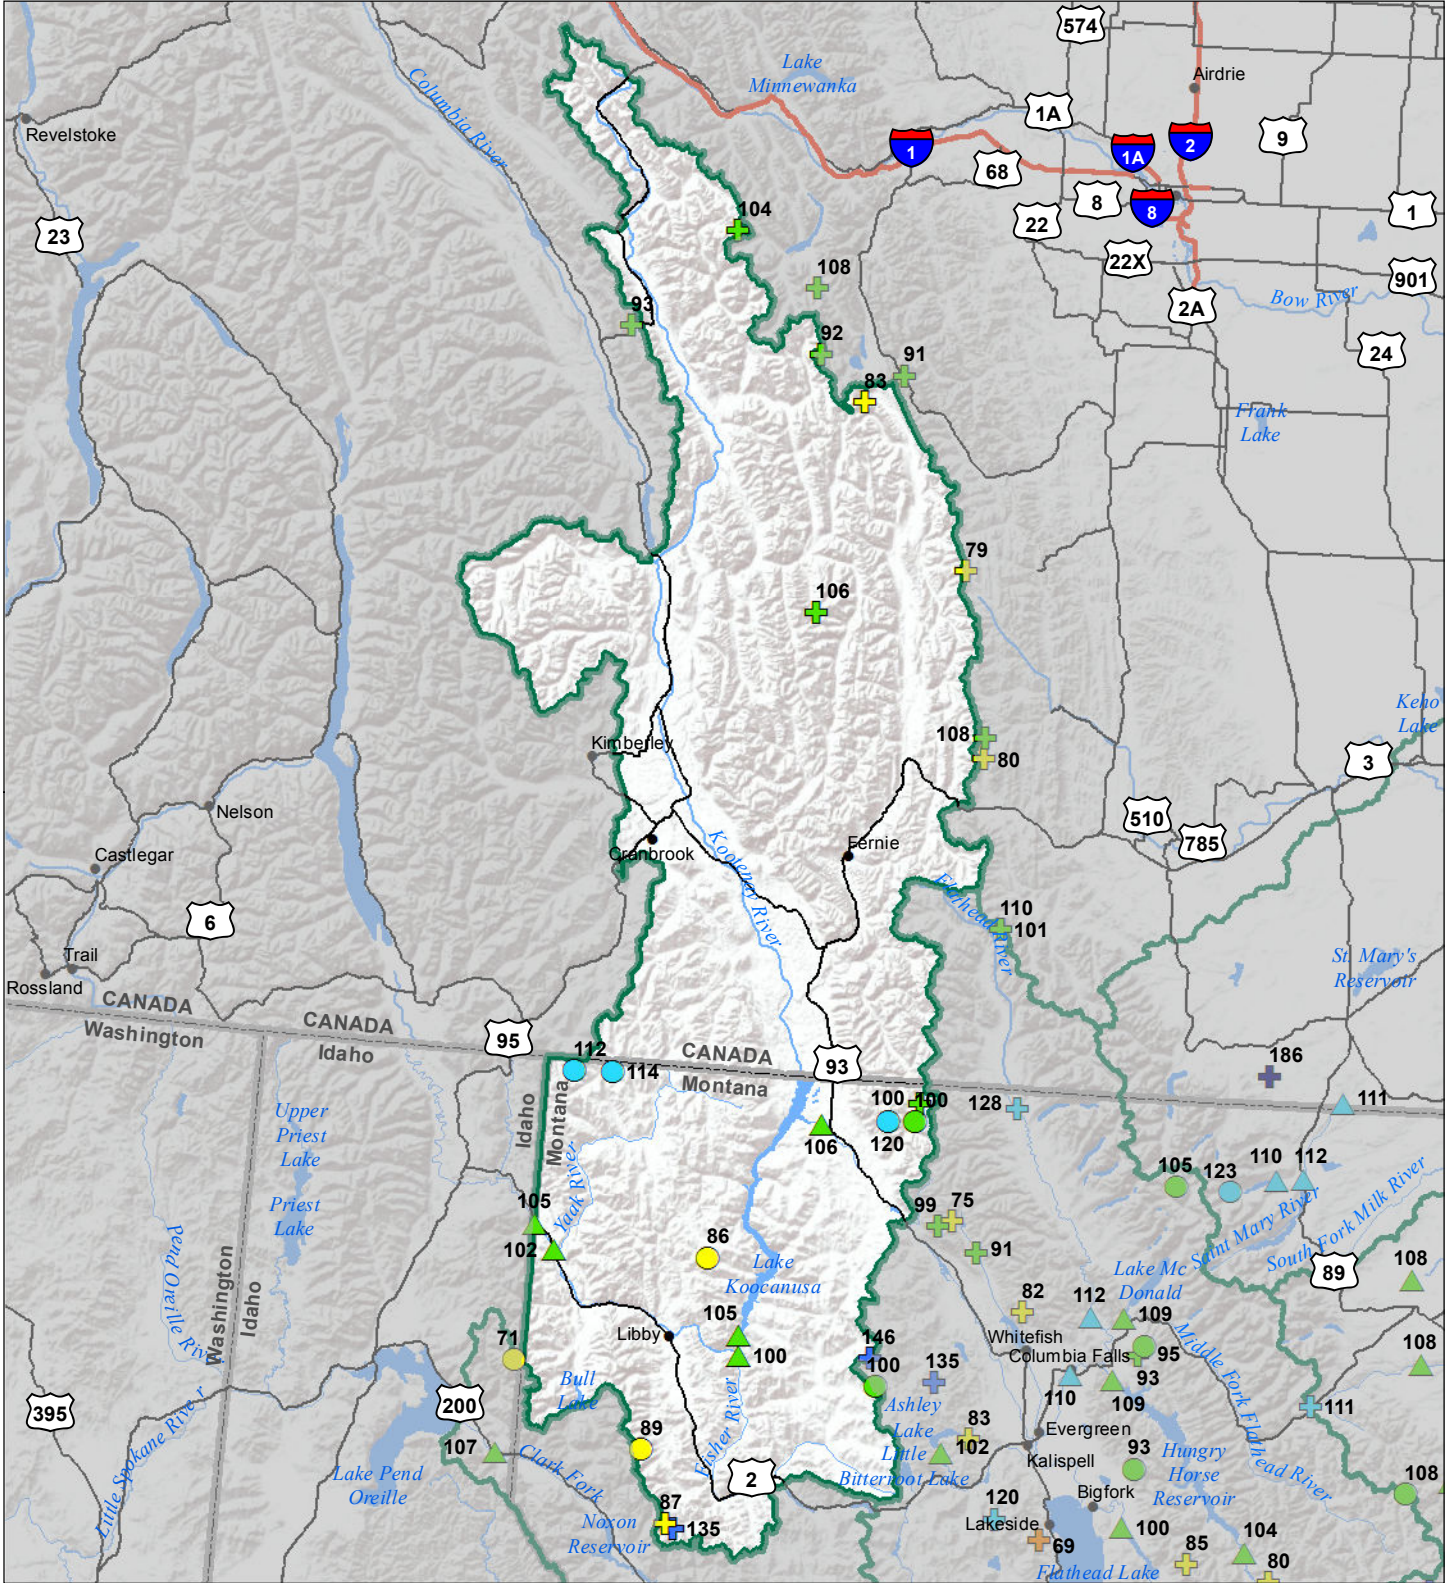 574
Lake
Minnewanka
Airdrie
Columbia River
1A
Revelstoke
1
68
1A
2
9
8
8
1
104
22
23
22X
901
108
2A
Bow River
93
92
24
91
83
Frank
Lake
79
106
Keho
Lake
108
80
Kimberley
3
Nelson
510
785
Castlegar
Cranbrook
Kootenay River
Fernie
Flathead River
110
101
6
Trail
Rossland
St. Mary's
Reservoir
CANADA
Washington
CANADA
Idaho
95
112
114
CANADA
Montana
93
186
Idaho
Montana
100
100
120
128
111
106
Upper
Priest
Lake
Priest
Lake
Yaak River
105
102
105
123
110
112
Saint Mary River
South Fork Milk River
99
75
91
86
Lake
Koocanusa
Pend Oreille River
Washington
Idaho
89
108
Lake Mc
Donald
82
112
109
Whitefish
Columbia Falls
95
93
Middle Fork Flathead River
108
105
100
Libby
71
146
100
135
110
109
111
Bull
Lake
200
395
Fisher River
Ashley
Lake
Little
Bitterroot Lake
83
102
Evergreen
Kalispell
93
Hungry
Horse
Reservoir
108
107
89
Clark Fork
Lake Pend
Oreille
Little Spokane River
2
Bigfork
87
135
Noxon
Reservoir
120
Lakeside
69
100
104
85
80
Flathead Lake